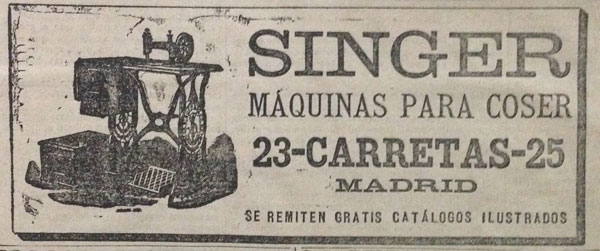 SINGER
MÁQUINAS PARA COSER
23-CARRETAS-25
MADRID
SE REMITEN GRATIS CATÁLOGOS ILUSTRADOS